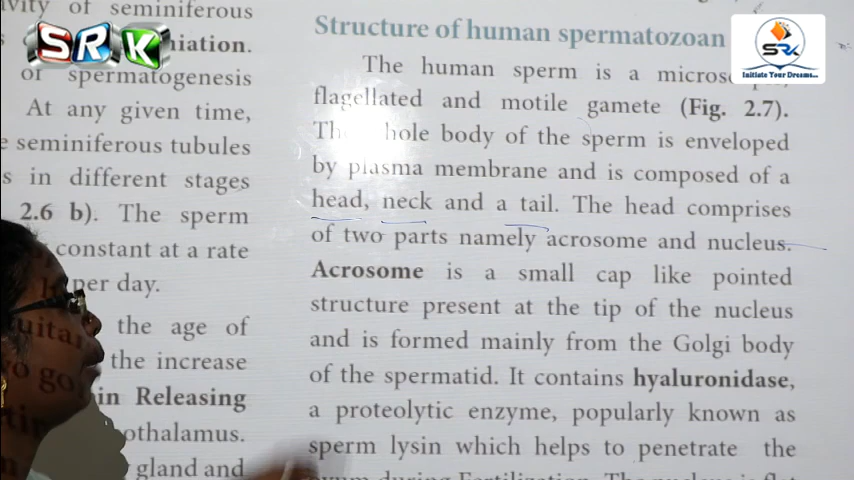 ivity of seminiferous
SRK
iation.
of spermatogenesis
At any given time,
e seminiferous tubules
s in different stages
2.6 b). The sperm
constant at a rate
per day.
the age of
the increase
in Releasing
othalamus.
gland and
Structure of human spermatozoan
SRK
Initiate Your Dreams...
The human sperm is a
flagellated and motile gamete (Fig. 2.7).
hole body of the sperm is enveloped
by plasma membrane and is composed of a
head, neck and a tail. The head comprises
of two parts namely acrosome and nucleus.
Acrosome is a small cap like pointed
structure present at the tip of the nucleus
and is formed mainly from the Golgi body
of the spermatid. It contains hyaluronidase,
a proteolytic enzyme, popularly known as
sperm lysin which helps to penetrate the